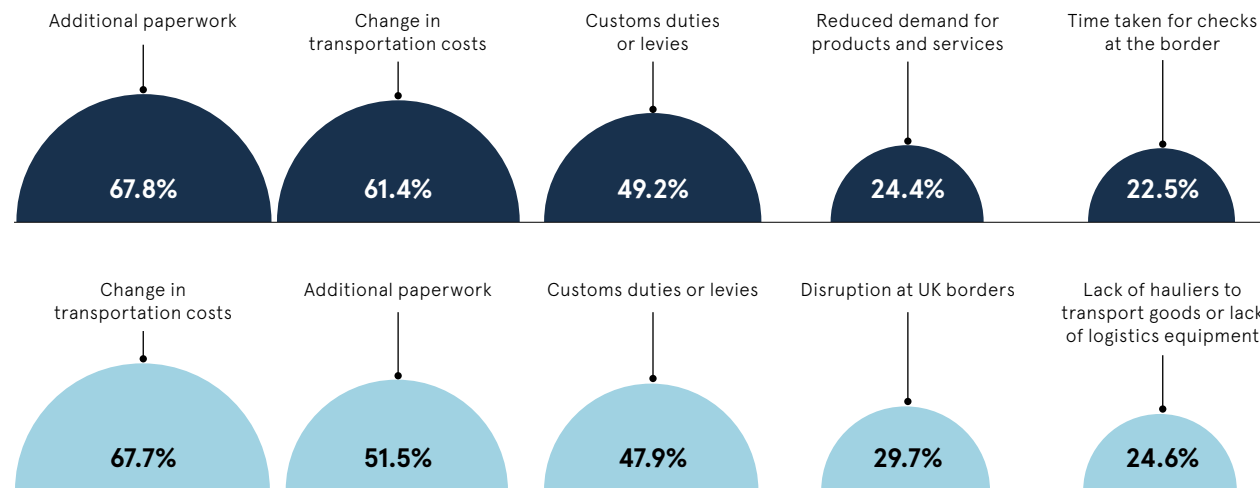 Additional paperwork
Change in
transportation costs
Customs duties
or levies
Reduced demand for
products and services
Time taken for checks
at the border
67.8%
61.4%
49.2%
24.4%
22.5%
Change in
transportation costs
Additional paperwork
Customs duties or levies
Disruption at UK borders
Lack of hauliers to
transport goods or lack
of logistics equipment
67.7%
51.5%
47.9%
29.7%
24.6%